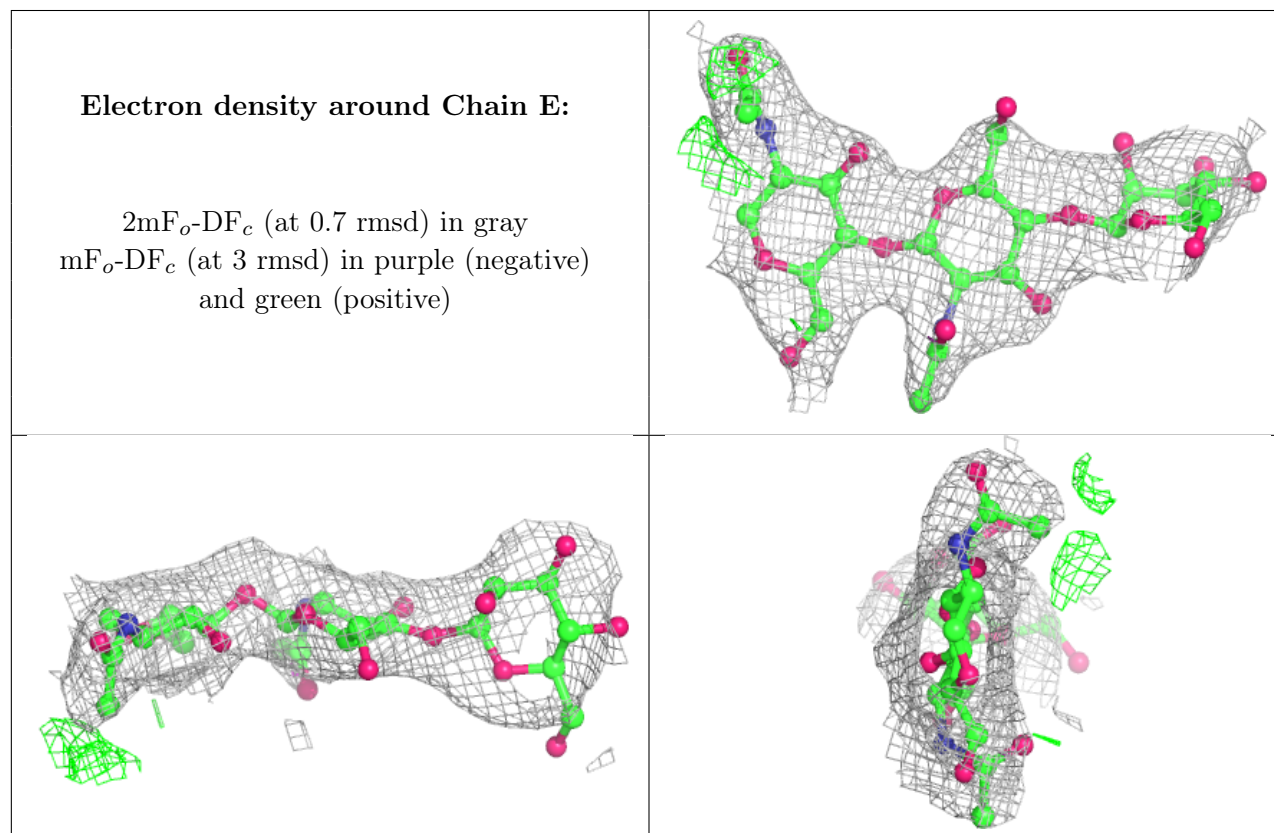 Electron density around Chain E:
2mFₒ-DF𝒸 (at 0.7 rmsd) in gray
mFₒ-DF𝒸 (at 3 rmsd) in purple (negative)
and green (positive)